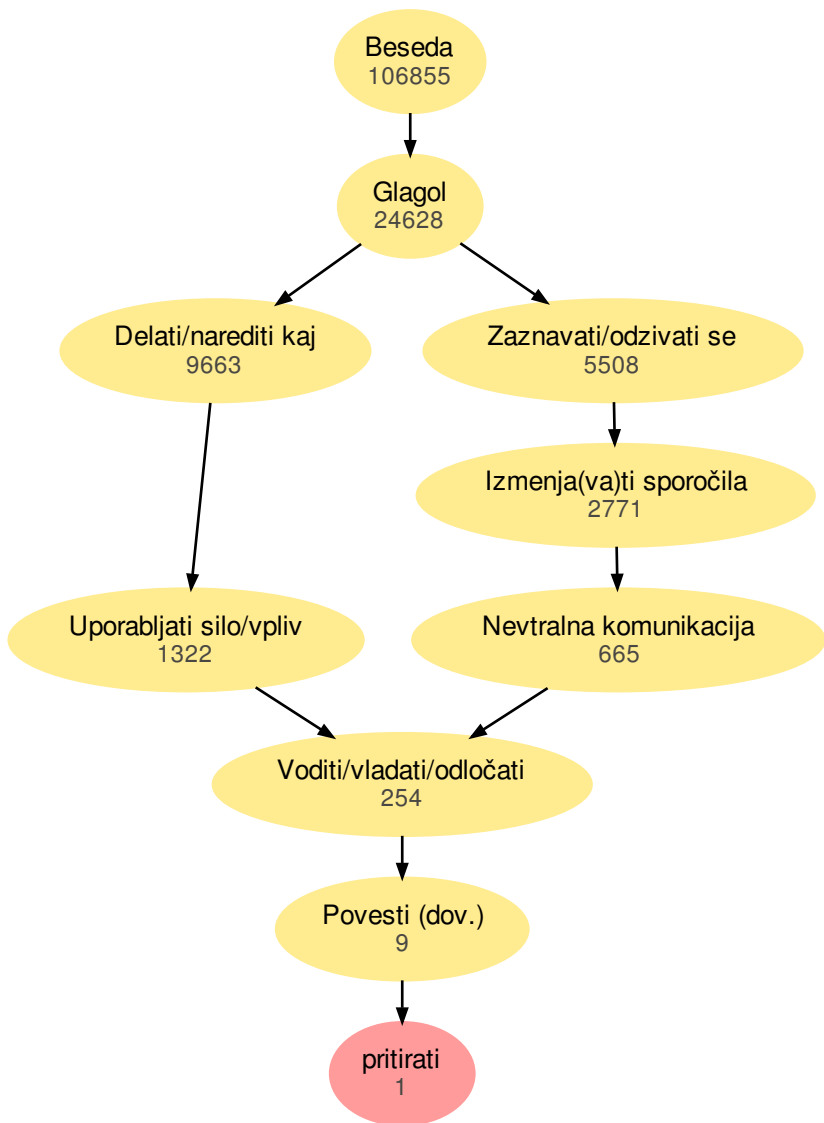 Beseda
106855
Glagol
24628
Delati/narediti kaj
9663
Zaznavati/odzivati se
5508
Izmenja(va)ti sporočila
2771
Uporabljati silo/vpliv
1322
Nevtralna komunikacija
665
Voditi/vladati/odločati
254
Povesti (dov.)
9
pritirati
1